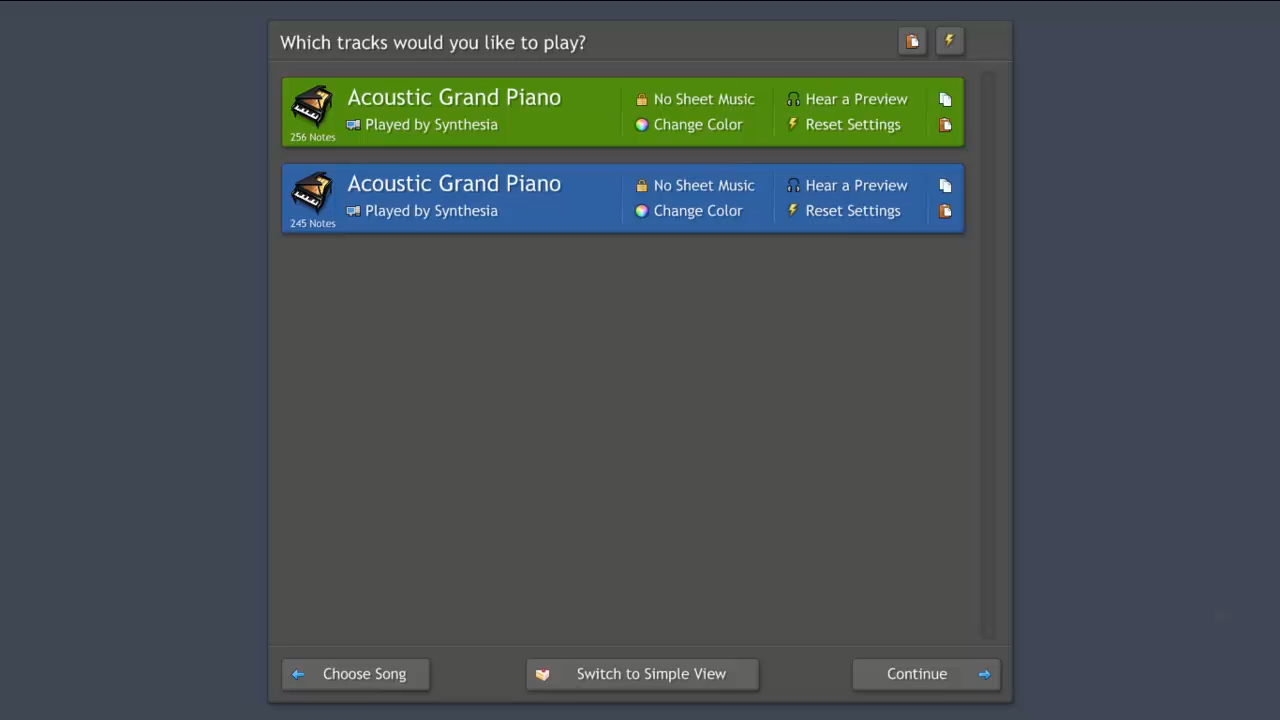 Which tracks would you like to play?
Acoustic Grand Piano
No Sheet Music
Hear a Preview
Played by Synthesia
Change Color
Reset Settings
256 Notes
Acoustic Grand Piano
No Sheet Music
Hear a Preview
Played by Synthesia
Change Color
Reset Settings
245 Notes
Choose Song
Switch to Simple View
Continue